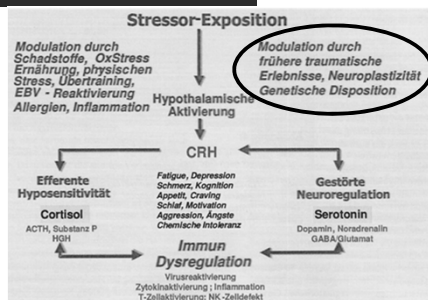 Stressor-Exposition
Modulation durch
Schadstoffe, OxStress
Ernährung, physischen
Stress, Übertraining,
EBV - Reaktivierung
Allergien, Inflammation
Modulation durch
frühere traumatische
Erlebnisse, Neuroplastizität
Genetische Disposition
Hypothalamische
Aktivierung
CRH
Efferente
Hyposensitivität
Cortisol
ACTH, Substanz P
HGH
Fatigue, Depression
Schmerz, Kognition
Appetit, Craving
Schlaf, Motivation
Aggression, Ängste
Chemische Intoleranz
Gestörte
Neuroregulation
Serotonin
Dopamin, Noradrenalin
GABA/Glutamat
Immun
Dysregulation
Virusreaktivierung
Zytokinaktivierung ; Inflammation
T-Zellaktivierung; NK-Zelldefekt